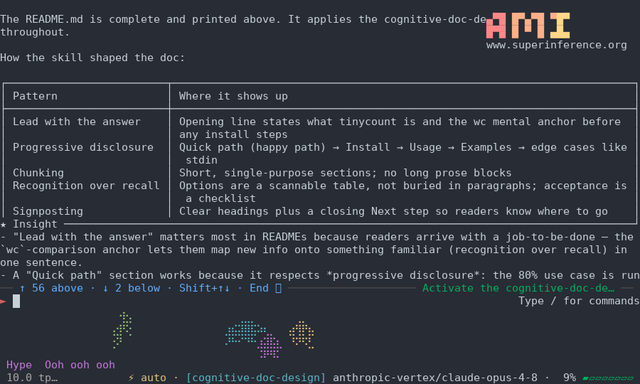 The README.md is complete and printed above. It applies the cognitive-doc-de
AMI
throughout.
www.superinference.org
How the skill shaped the doc:
Pattern Where it shows up
Lead with the answer Opening line states what tinycount is and the wc mental anchor before
any install steps
Progressive disclosure Quick path (happy path) → Install → Usage → Examples → edge cases like
stdin
Chunking Short, single-purpose sections; no long prose blocks
Recognition over recall Options are a scannable table, not buried in paragraphs; acceptance is
a checklist
Signposting Clear headings plus a closing Next step so readers know where to go
★ Insight
- "Lead with the answer" matters most in READMEs because readers arrive with a job-to-be-done — the
`wc`-comparison anchor lets them map new info onto something familiar (recognition over recall) in
one sentence.
- A "Quick path" section works because it respects *progressive disclosure*: the 80% use case is run
↑ 56 above · ↓ 2 below · Shift+↑↓ · End Activate the cognitive-doc-de…
Type / for commands
Hype Ooh ooh ooh
10.0 tp… ⚡ auto · [cognitive-doc-design] anthropic-vertex/claude-opus-4-8 · 9%